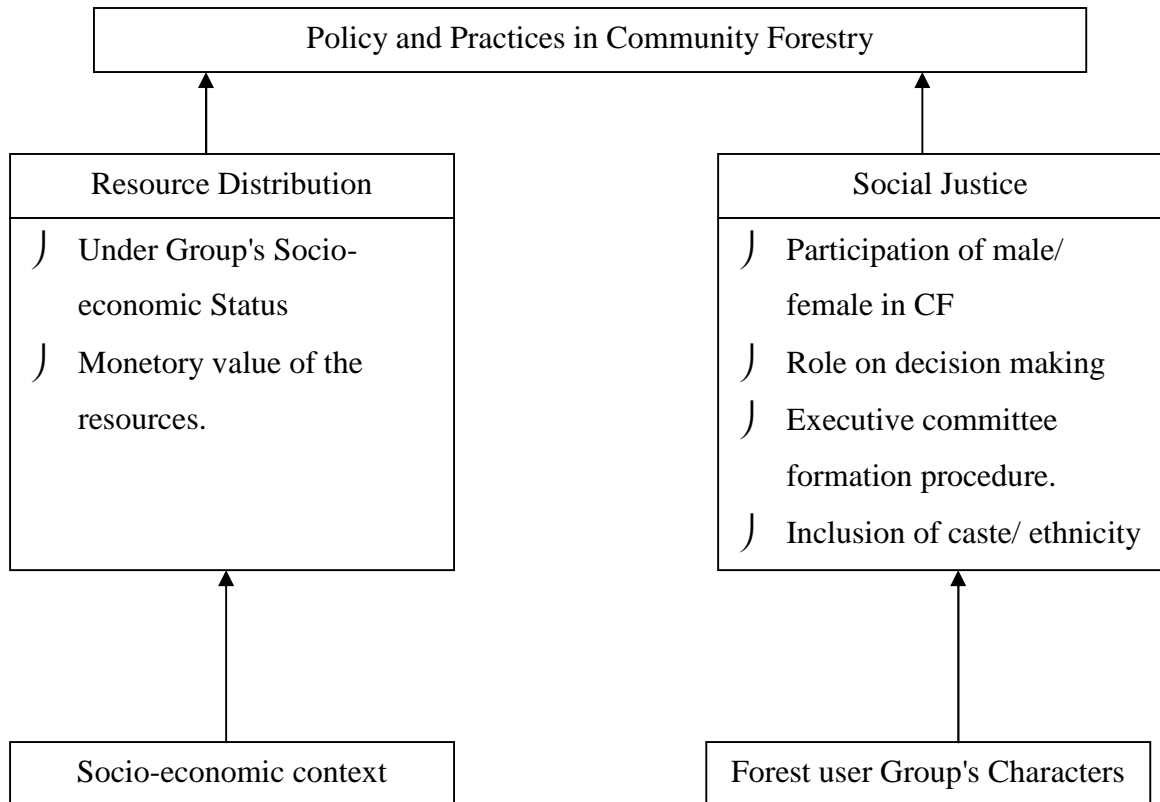 Policy and Practices in Community Forestry
Resource Distribution
⎠ Under Group's Socio-
economic Status
⎠ Monetory value of the
resources.
Social Justice
⎠ Participation of male/
female in CF
⎠ Role on decision making
⎠ Executive committee
formation procedure.
⎠ Inclusion of caste/ ethnicity
Socio-economic context
Forest user Group's Characters